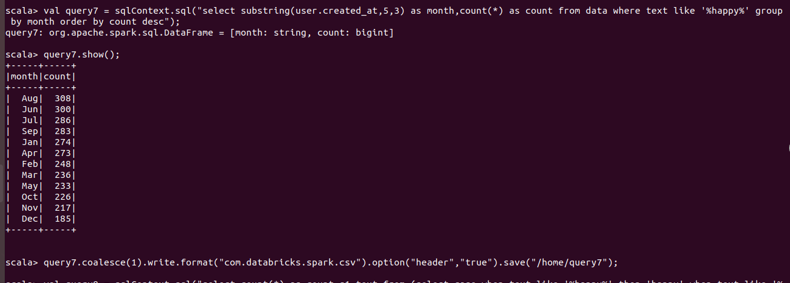 scala> val query7 = sqlContext.sql("select substring(user.created_at,5,3) as month,count(*) as count from data where text like '%happy%' group
by month order by count desc");
query7: org.apache.spark.sql.DataFrame = [month: string, count: bigint]
scala> query7.show();
+-----+-----+
|month|count|
+-----+-----+
|  Aug|  308|
|  Jun|  300|
|  Jul|  286|
|  Sep|  283|
|  Jan|  274|
|  Apr|  273|
|  Feb|  248|
|  Mar|  236|
|  May|  233|
|  Oct|  226|
|  Nov|  217|
|  Dec|  185|
+-----+-----+
scala> query7.coalesce(1).write.format("com.databricks.spark.csv").option("header","true").save("/home/query7");